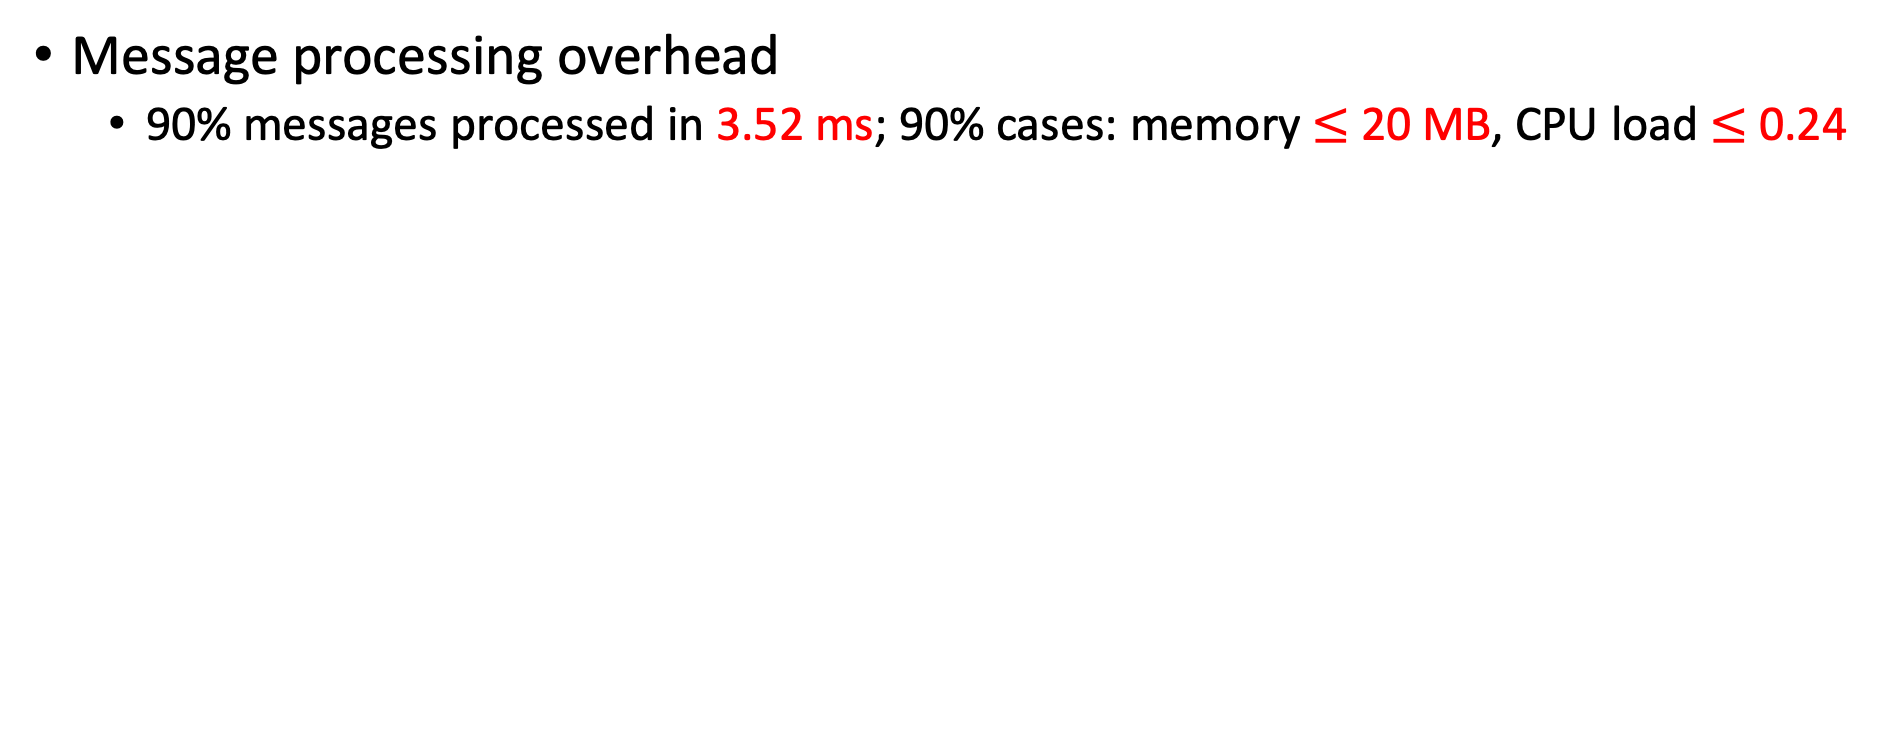 • Message processing overhead
• 90% messages processed in 3.52 ms; 90% cases: memory ≤ 20 MB, CPU load ≤ 0.24